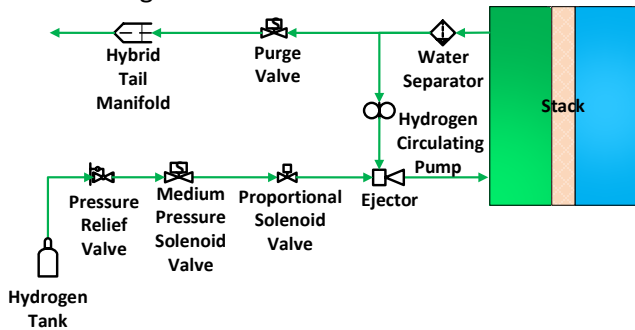 Hybrid
Tail
Manifold
Purge
Valve
Water
Separator
Stack
Hydrogen
Circulating
Pump
Pressure
Relief
Valve
Medium
Pressure
Solenoid
Valve
Proportional
Solenoid
Valve
Ejector
Hydrogen
Tank